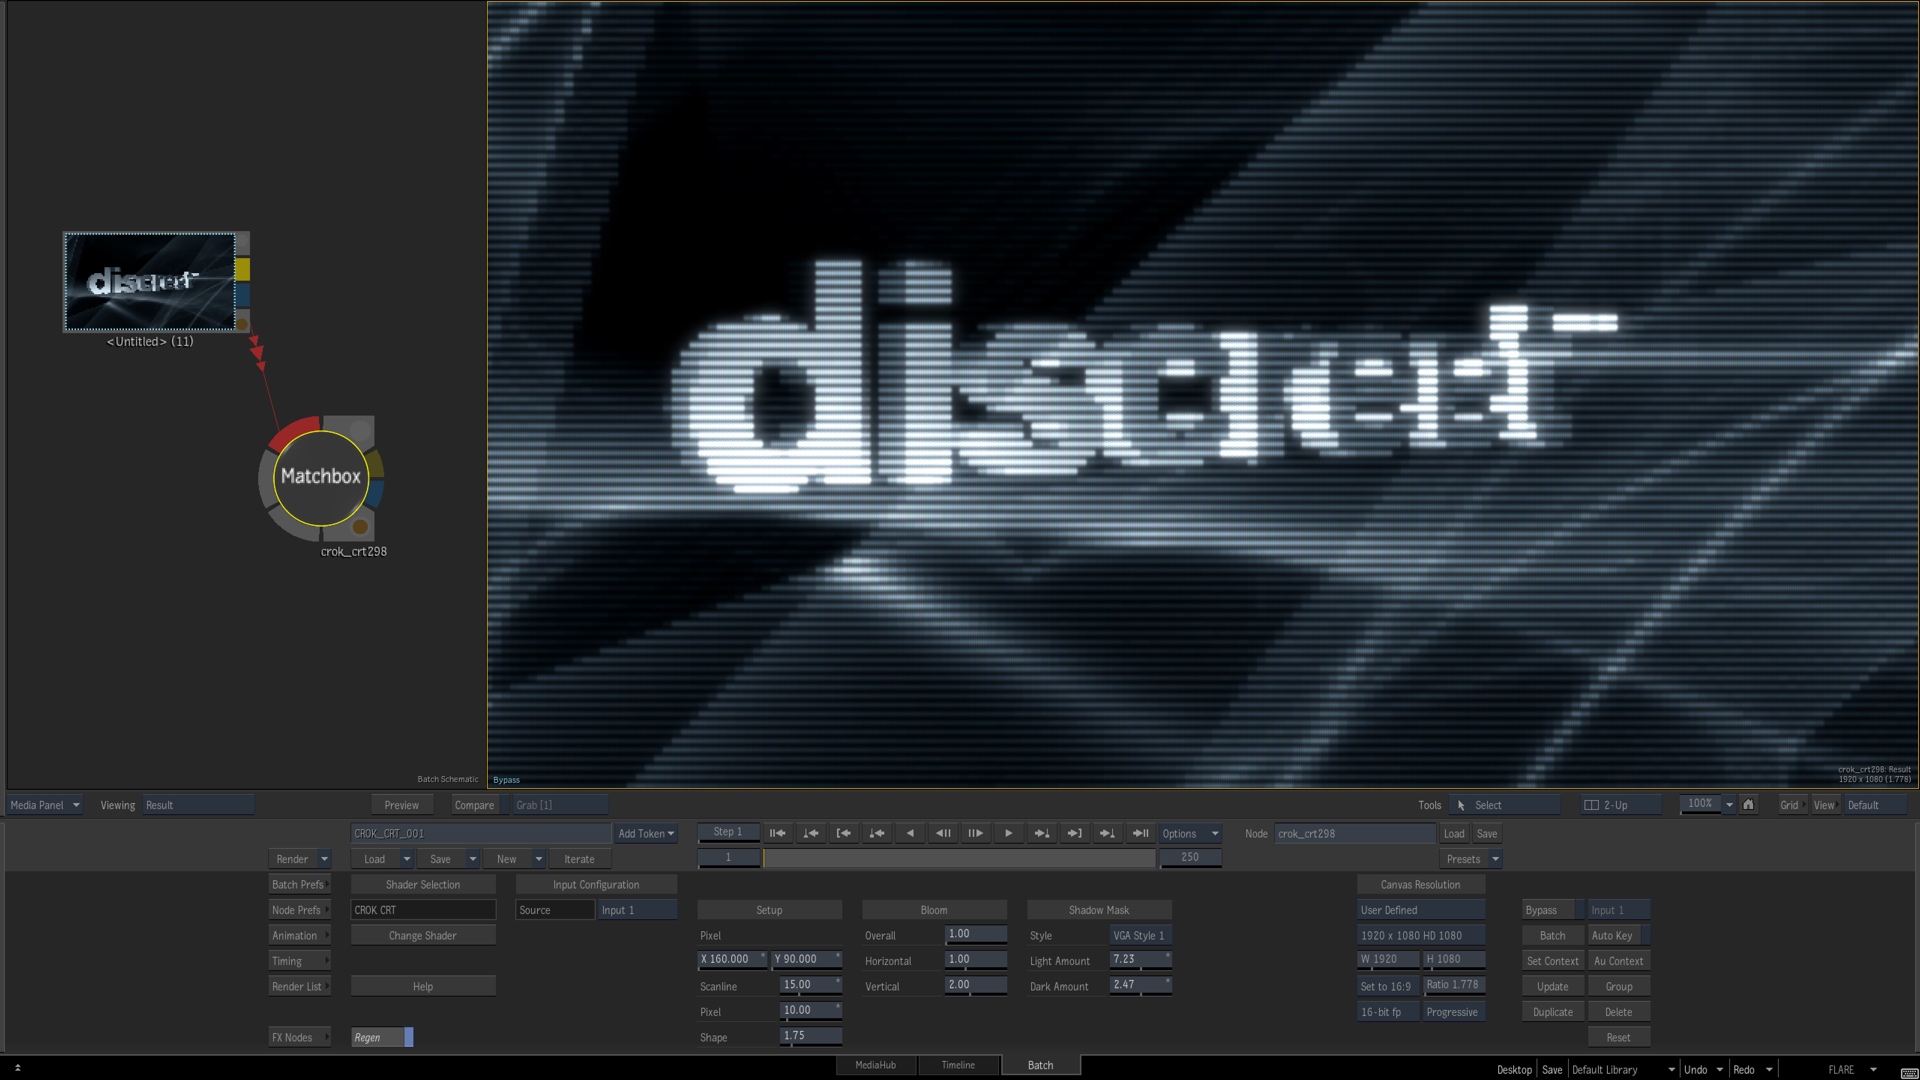 discreet
discreet
<Untitled> (11)
Matchbox
crok_crt298
Batch Schematic
Bypass
crok_crt298: Result
1920 x 1080 (1.778)
Media Panel Viewing Result Preview Compare Grab [1] Tools Select 2-Up 100% Grid View Default
CROK_CRT_001 Add Token Step 1 Options Node crok_crt298 Load Save
Render Load Save New Iterate 1 250 Presets
Batch Prefs Shader Selection Input Configuration Canvas Resolution
Node Prefs CROK CRT Source Input 1 Setup Bloom Shadow Mask User Defined Bypass Input 1
Animation Change Shader Pixel Overall 1.00 Style VGA Style 1 1920 x 1080 HD 1080 Batch Auto Key
Timing X 160.000 Y 90.000 Horizontal 1.00 Light Amount 7.23 W 1920 H 1080 Set Context Au Context
Render List Help Scanline 15.00 Vertical 2.00 Dark Amount 2.47 Set to 16:9 Ratio 1.778 Update Group
Pixel 10.00 16-bit fp Progressive Duplicate Delete
FX Nodes Regen Shape 1.75 Reset
MediaHub Timeline Batch Desktop Save Default Library Undo Redo FLARE